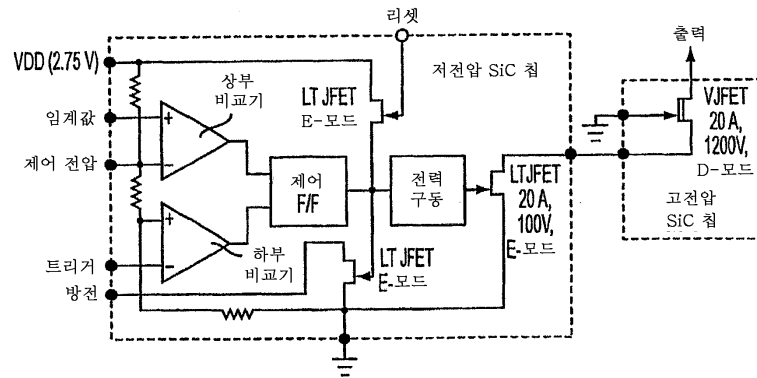 리셋
출력
VDD (2.75 V)
저전압 SiC 칩
상부
비교기
LT JFET
E-모드
VJFET
20 A,
1200V,
D-모드
임계값
+
제어 전압
-
제어
F/F
전력
구동
LTJFET
20 A,
100V,
E-모드
고전압
SiC 칩
+
-
하부
비교기
LT JFET
E-모드
트리거
방전